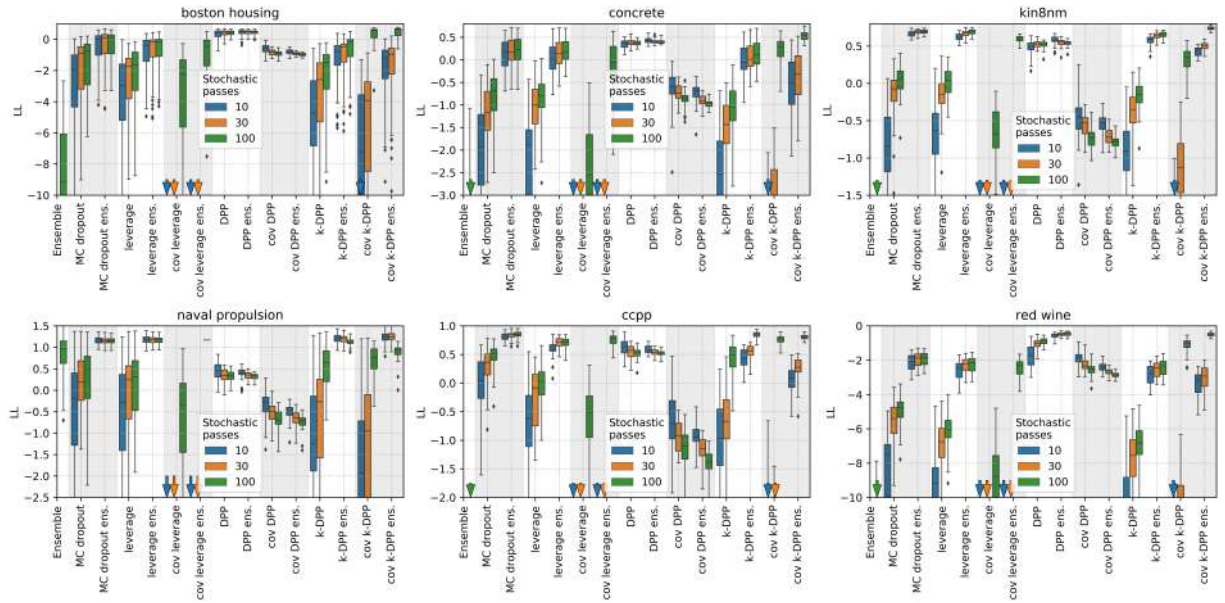 boston housing
LL
0
−2
−4
−6
−8
−10
Stochastic
passes
10
30
100
Ensemble
MC dropout
MC dropout ens.
leverage
leverage ens.
cov leverage
cov leverage ens.
DPP
DPP ens.
cov DPP
cov DPP ens.
k-DPP
k-DPP ens.
cov k-DPP
cov k-DPP ens.
concrete
LL
0.5
0.0
−0.5
−1.0
−1.5
−2.0
−2.5
−3.0
Stochastic
passes
10
30
100
Ensemble
MC dropout
MC dropout ens.
leverage
leverage ens.
cov leverage
cov leverage ens.
DPP
DPP ens.
cov DPP
cov DPP ens.
k-DPP
k-DPP ens.
cov k-DPP
cov k-DPP ens.
kin8nm
LL
0.5
0.0
−0.5
−1.0
−1.5
Stochastic
passes
10
30
100
Ensemble
MC dropout
MC dropout ens.
leverage
leverage ens.
cov leverage
cov leverage ens.
DPP
DPP ens.
cov DPP
cov DPP ens.
k-DPP
k-DPP ens.
cov k-DPP
cov k-DPP ens.
naval propulsion
LL
1.5
1.0
0.5
0.0
−0.5
−1.0
−1.5
−2.0
−2.5
Stochastic
passes
10
30
100
Ensemble
MC dropout
MC dropout ens.
leverage
leverage ens.
cov leverage
cov leverage ens.
DPP
DPP ens.
cov DPP
cov DPP ens.
k-DPP
k-DPP ens.
cov k-DPP
cov k-DPP ens.
ccpp
LL
1.0
0.5
0.0
−0.5
−1.0
−1.5
−2.0
Stochastic
passes
10
30
100
Ensemble
MC dropout
MC dropout ens.
leverage
leverage ens.
cov leverage
cov leverage ens.
DPP
DPP ens.
cov DPP
cov DPP ens.
k-DPP
k-DPP ens.
cov k-DPP
cov k-DPP ens.
red wine
LL
0
−2
−4
−6
−8
−10
Stochastic
passes
10
30
100
Ensemble
MC dropout
MC dropout ens.
leverage
leverage ens.
cov leverage
cov leverage ens.
DPP
DPP ens.
cov DPP
cov DPP ens.
k-DPP
k-DPP ens.
cov k-DPP
cov k-DPP ens.